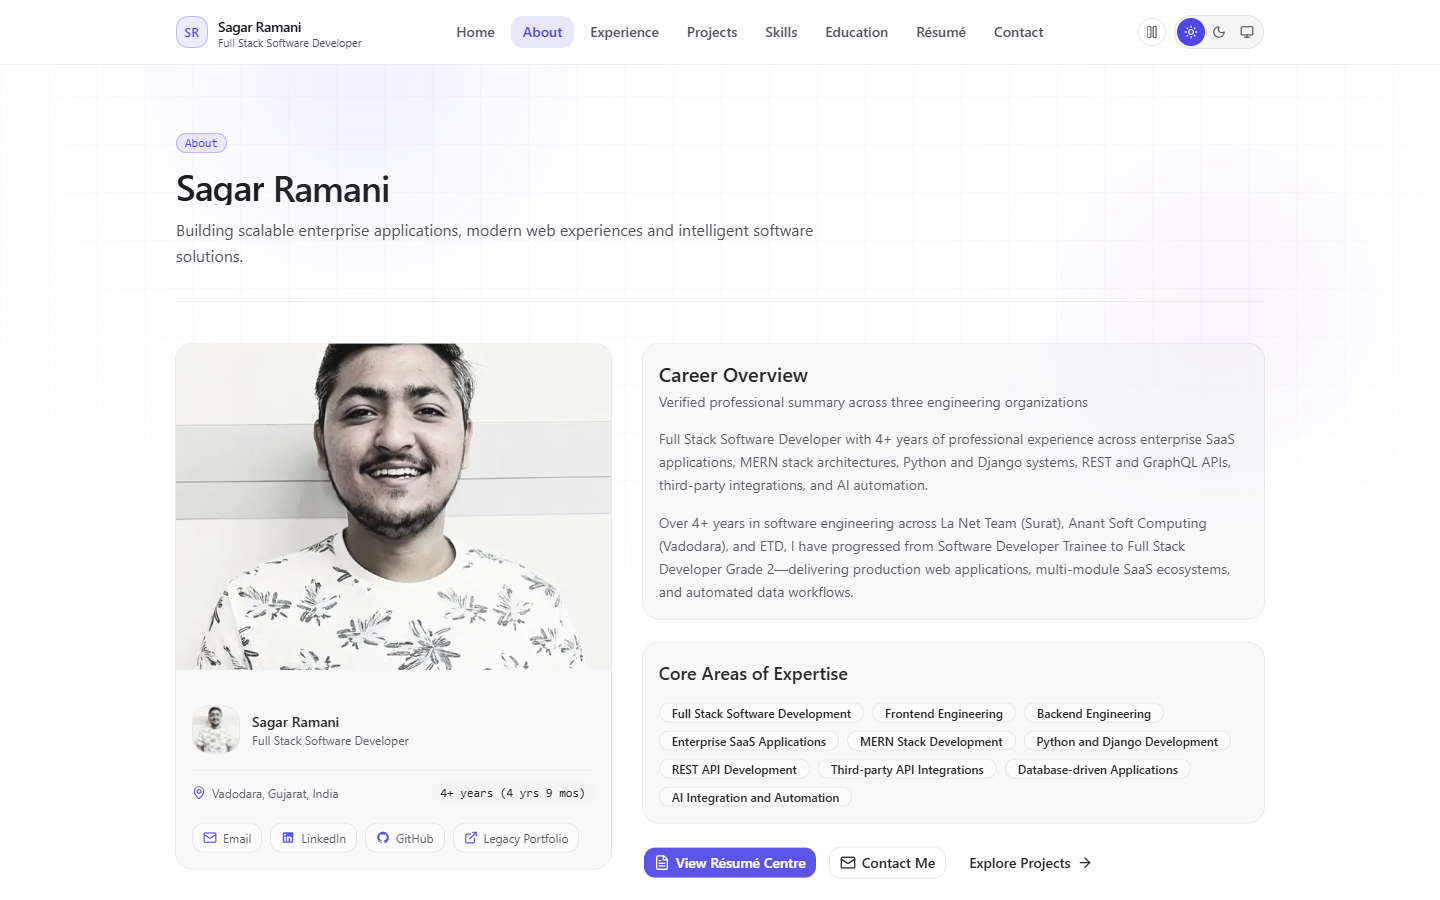 SR
Sagar Ramani
Full Stack Software Developer
Home
About
Experience
Projects
Skills
Education
Résumé
Contact
About
Sagar Ramani
Building scalable enterprise applications, modern web experiences and intelligent software
solutions.
Sagar Ramani
Full Stack Software Developer
Vadodara, Gujarat, India
4+ years (4 yrs 9 mos)
Email
LinkedIn
GitHub
Legacy Portfolio
Career Overview
Verified professional summary across three engineering organizations
Full Stack Software Developer with 4+ years of professional experience across enterprise SaaS
applications, MERN stack architectures, Python and Django systems, REST and GraphQL APIs,
third-party integrations, and AI automation.
Over 4+ years in software engineering across La Net Team (Surat), Anant Soft Computing
(Vadodara), and ETD, I have progressed from Software Developer Trainee to Full Stack
Developer Grade 2—delivering production web applications, multi-module SaaS ecosystems,
and automated data workflows.
Core Areas of Expertise
Full Stack Software Development
Frontend Engineering
Backend Engineering
Enterprise SaaS Applications
MERN Stack Development
Python and Django Development
REST API Development
Third-party API Integrations
Database-driven Applications
AI Integration and Automation
View Résumé Centre
Contact Me
Explore Projects